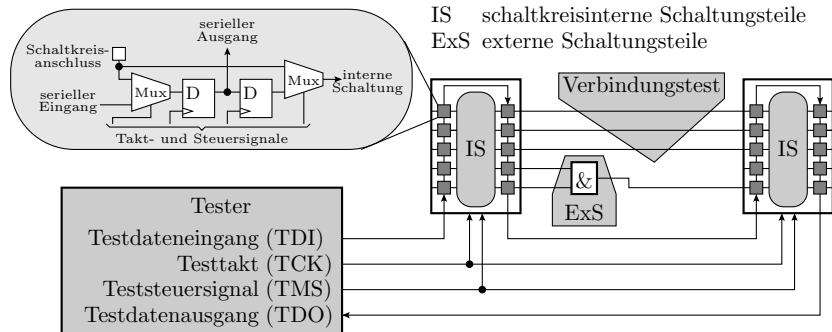 serieller
Ausgang
Schaltkreis-
anschluss
serieller
Eingang
Mux
D
D
Mux
interne
Schaltung
Takt- und Steuersignale
IS schaltkreisinterne Schaltungsteile
ExS externe Schaltungsteile
Verbindungstest
IS
IS
&
ExS
Tester
Testdateneingang (TDI)
Testtakt (TCK)
Teststeuersignal (TMS)
Testdatenausgang (TDO)